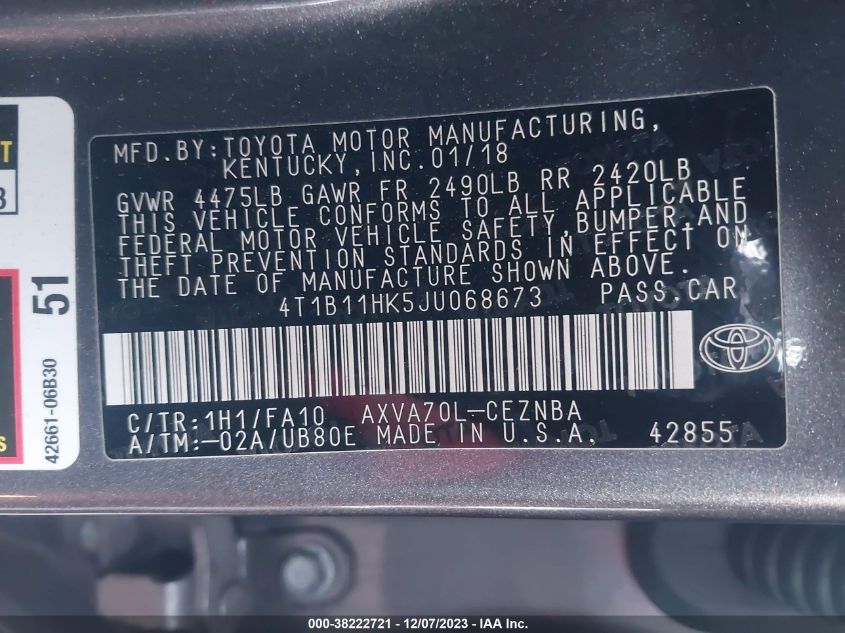 MFD.BY:TOYOTA MOTOR MANUFACTURING,
KENTUCKY,INC.01/18
GVWR 4475LB GAWR FR 2490LB RR 2420LB
THIS VEHICLE CONFORMS TO ALL APPLICABLE
FEDERAL MOTOR VEHICLE SAFETY,BUMPER,AND
THEFT PREVENTION STANDARDS IN EFFECT ON
THE DATE OF MANUFACTURE SHOWN ABOVE.
4T1B11HK5JU068673 PASS.CAR
C/TR:1H1/FA10 AXVA70L-CEZNBA
A/TM:-02A/UB80E MADE IN U.S.A. 42855
51
42661-06B30
000-38222721 - 12/07/2023 - IAA Inc.